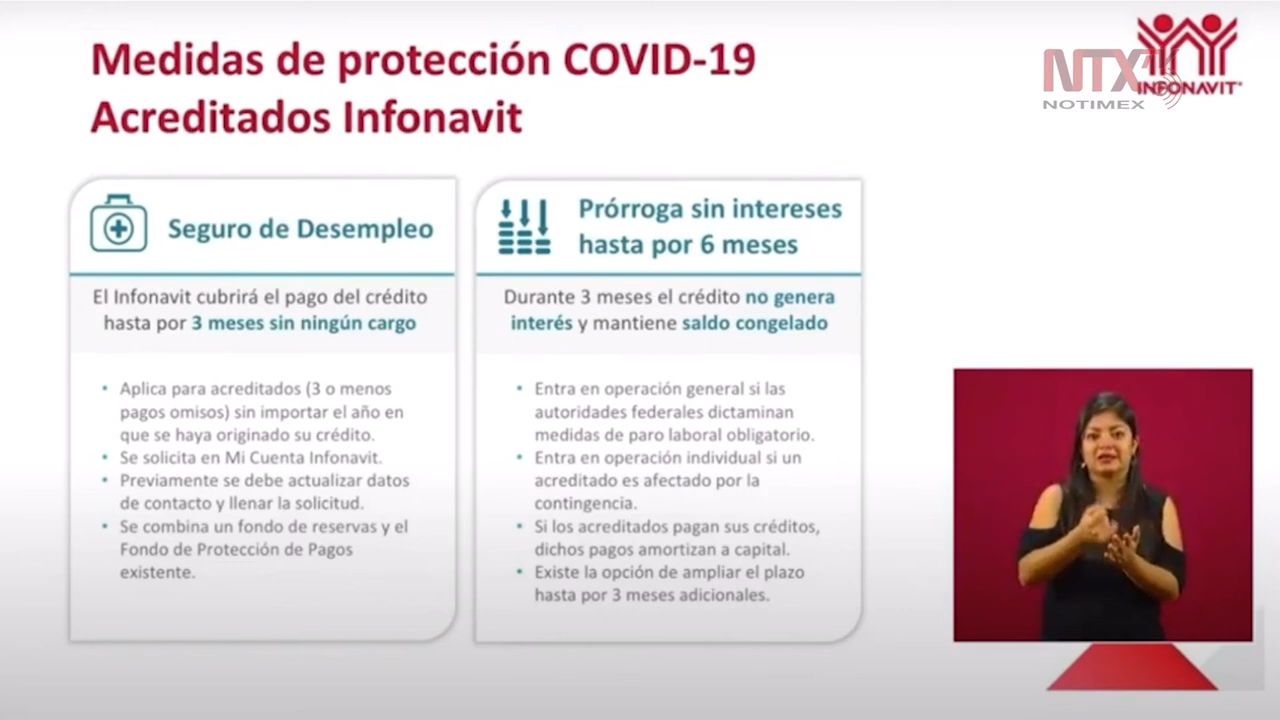 Medidas de protección COVID-19
Acreditados Infonavit
NTX
NOTIMEX
INFONAVIT
Seguro de Desempleo
El Infonavit cubrirá el pago del crédito
hasta por 3 meses sin ningún cargo
• Aplica para acreditados (3 o menos
pagos omisos) sin importar el año en
que se haya originado su crédito.
• Se solicita en Mi Cuenta Infonavit.
• Previamente se debe actualizar datos
de contacto y llenar la solicitud.
• Se combina un fondo de reservas y el
Fondo de Protección de Pagos
existente.
Prórroga sin intereses
hasta por 6 meses
Durante 3 meses el crédito no genera
interés y mantiene saldo congelado
• Entra en operación general si las
autoridades federales dictaminan
medidas de paro laboral obligatorio.
• Entra en operación individual si un
acreditado es afectado por la
contingencia.
• Si los acreditados pagan sus créditos,
dichos pagos amortizan a capital.
• Existe la opción de ampliar el plazo
hasta por 3 meses adicionales.